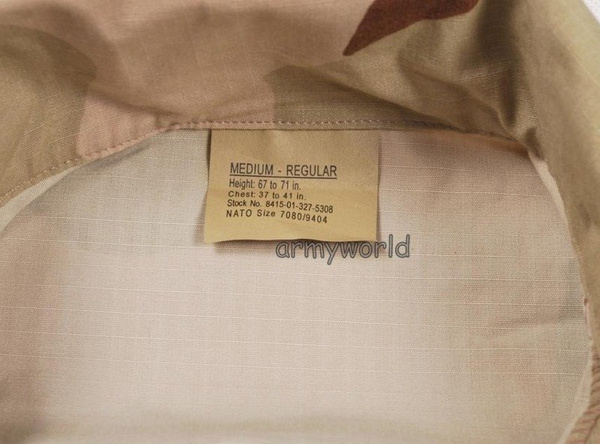 MEDIUM - REGULAR
Height: 67 to 71 in.
Chest: 37 to 41 in.
Stock No. 8415-01-327-5308
NATO Size 7080/9404
armyworld